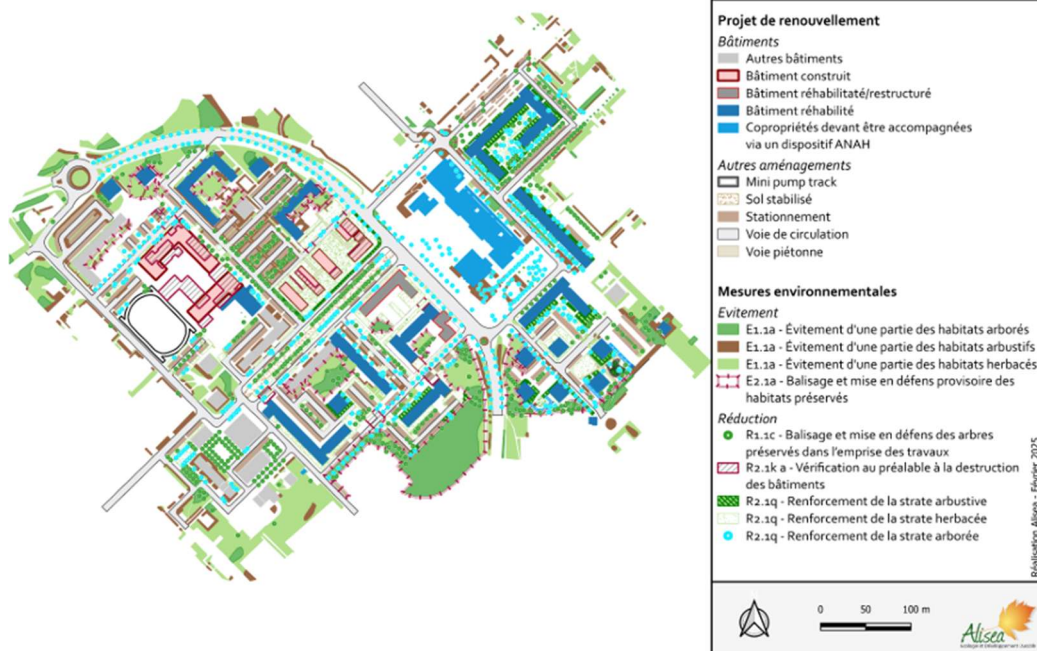 Projet de renouvellement
Bâtiments
Autres bâtiments
Bâtiment construit
Bâtiment réhabilitaté/restructuré
Bâtiment réhabilité
Copropriétés devant être accompagnées
via un dispositif ANAH
Autres aménagements
Mini pump track
Sol stabilisé
Stationnement
Voie de circulation
Voie piétonne
Mesures environnementales
Evitement
E1.1a - Évitement d'une partie des habitats arborés
E1.1a - Évitement d'une partie des habitats arbustifs
E1.1a - Évitement d'une partie des habitats herbacés
E2.1a - Balisage et mise en défens provisoire des
habitats préservés
Réduction
R1.1c - Balisage et mise en défens des arbres
préservés dans l'emprise des travaux
R2.1k a - Vérification au préalable à la destruction
des bâtiments
R2.1q - Renforcement de la strate arbustive
R2.1q - Renforcement de la strate herbacée
R2.1q - Renforcement de la strate arborée
Réalisation Alisea - Février 2025
0 50 100 m
Alisea